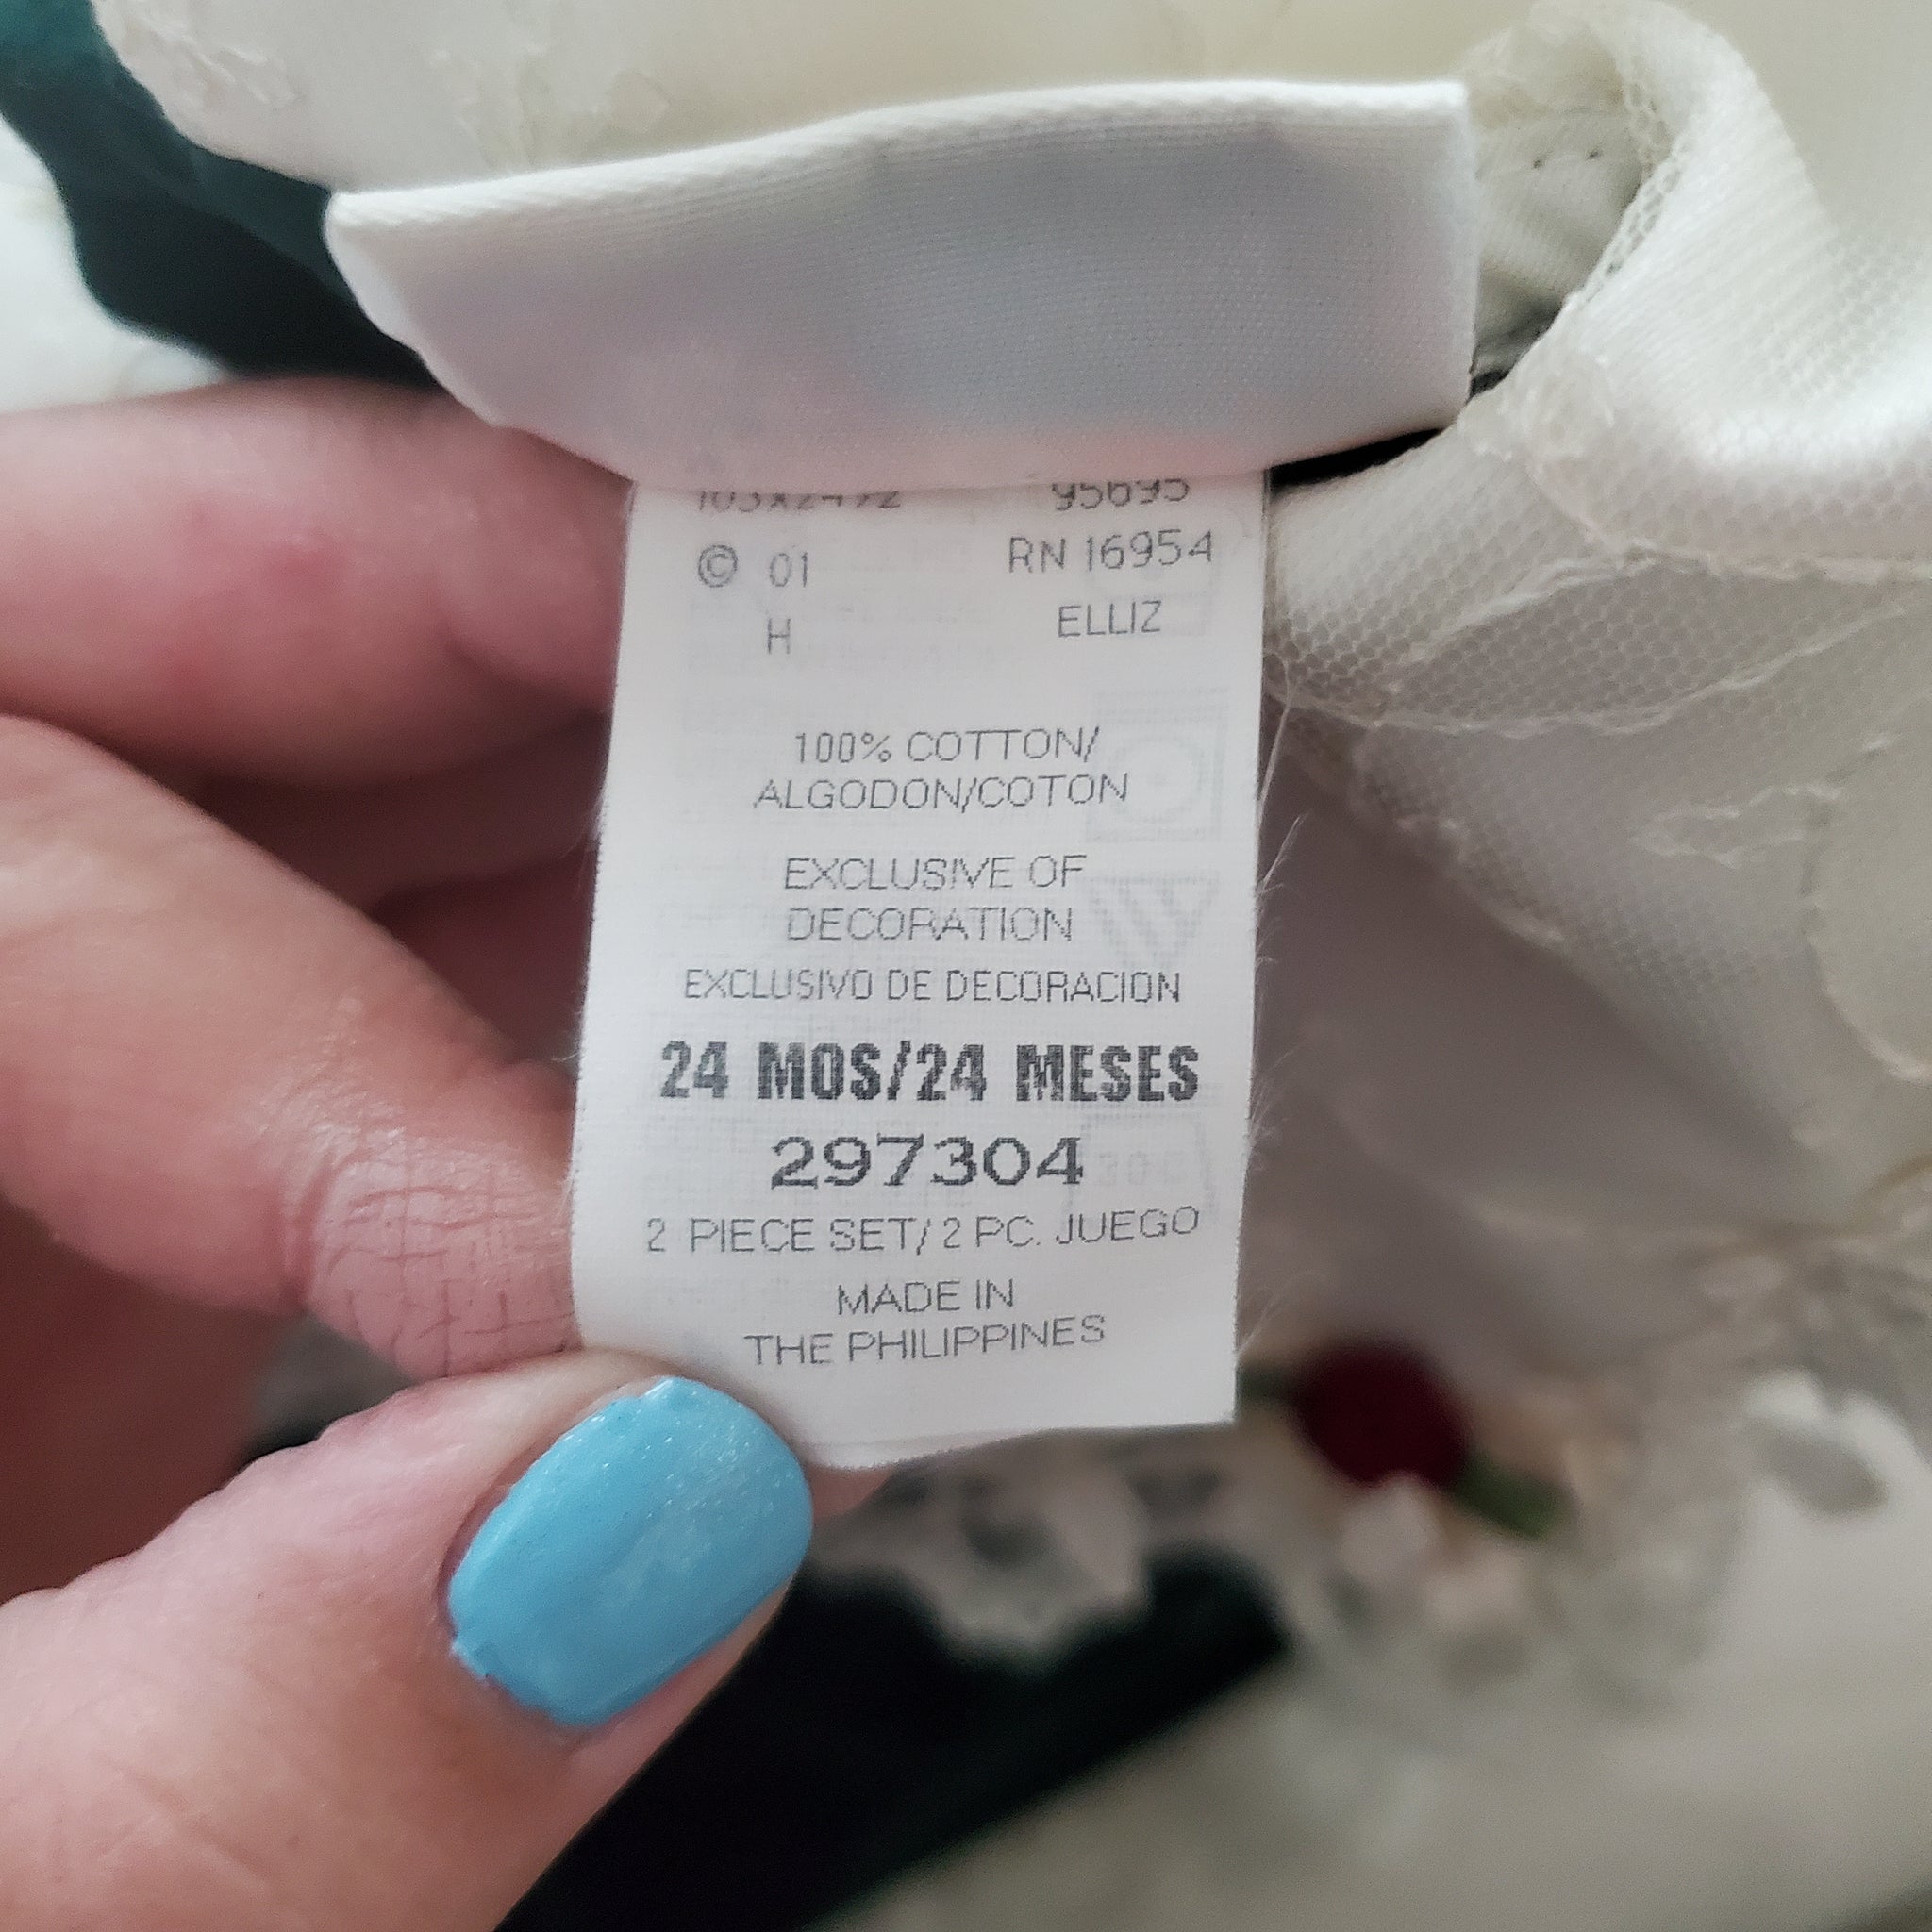 95695
© 01 RN 16954
H ELLIZ
100% COTTON/
ALGODON/COTON
EXCLUSIVE OF
DECORATION
EXCLUSIVO DE DECORACION
24 MOS/24 MESES
297304
2 PIECE SET/2 PC. JUEGO
MADE IN
THE PHILIPPINES